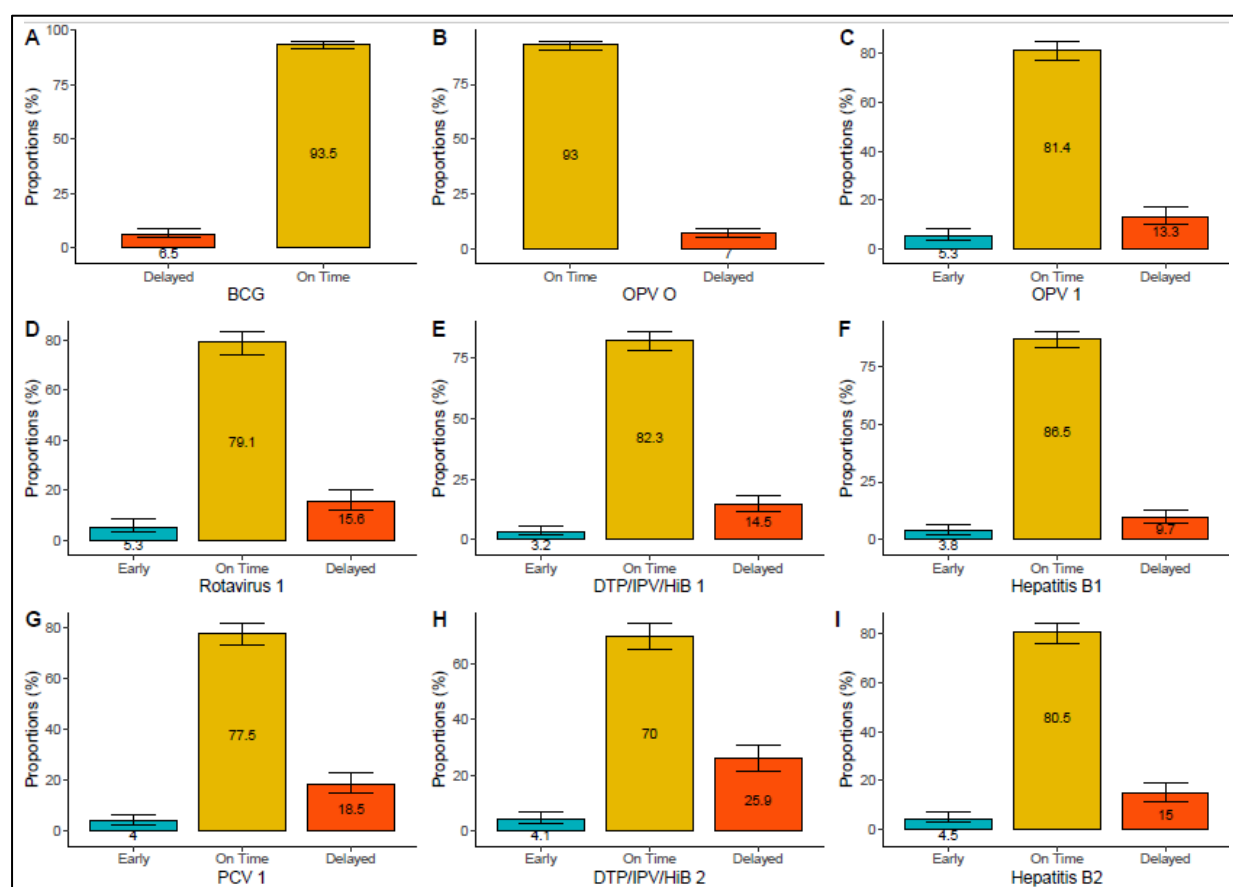 A
Proportions (%)
100
75
50
25
0
93.5
6.5
Delayed On Time
BCG
B
Proportions (%)
75
50
25
0
93
7
On Time Delayed
OPV O
C
Proportions (%)
80
60
40
20
0
81.4
13.3
5.3
Early On Time Delayed
OPV 1
D
Proportions (%)
80
60
40
20
0
79.1
15.6
5.3
Early On Time Delayed
Rotavirus 1
E
Proportions (%)
75
50
25
0
82.3
14.5
3.2
Early On Time Delayed
DTP/IPV/HiB 1
F
Proportions (%)
75
50
25
0
86.5
9.7
3.8
Early On Time Delayed
Hepatitis B1
G
Proportions (%)
80
60
40
20
0
77.5
18.5
4
Early On Time Delayed
PCV 1
H
Proportions (%)
60
40
20
0
70
25.9
4.1
Early On Time Delayed
DTP/IPV/HiB 2
I
Proportions (%)
80
60
40
20
0
80.5
15
4.5
Early On Time Delayed
Hepatitis B2